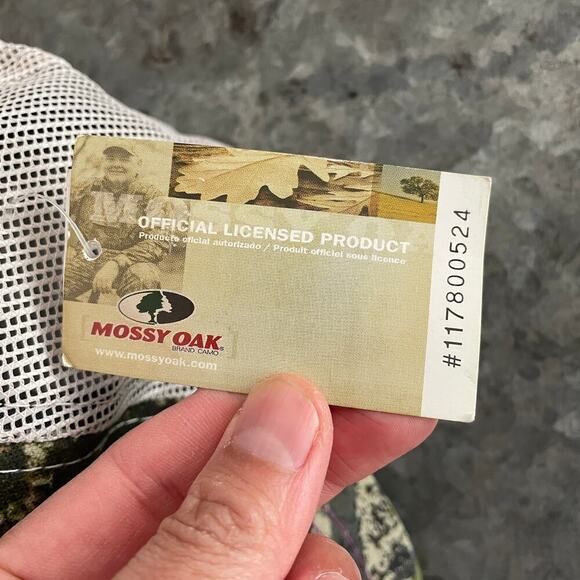 OFFICIAL LICENSED PRODUCT
Producto oficial autorizado / Produit officiel sous licence
MOSSY OAK®
BRAND CAMO
www.mossyoak.com
#117800524